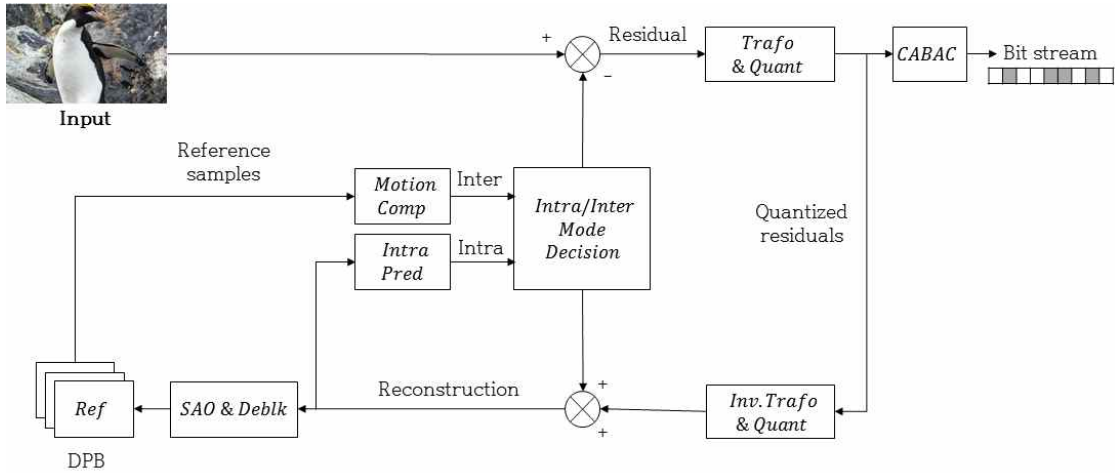 +
Residual
Trafo
& Quant
CABAC
Bit stream
−
Input
Reference
samples
Motion
Comp
Inter
Intra/Inter
Mode
Decision
Quantized
residuals
Intra
Pred
Intra
Ref
SAO & Deblk
Reconstruction
+
+
Inv.Trafo
& Quant
DPB